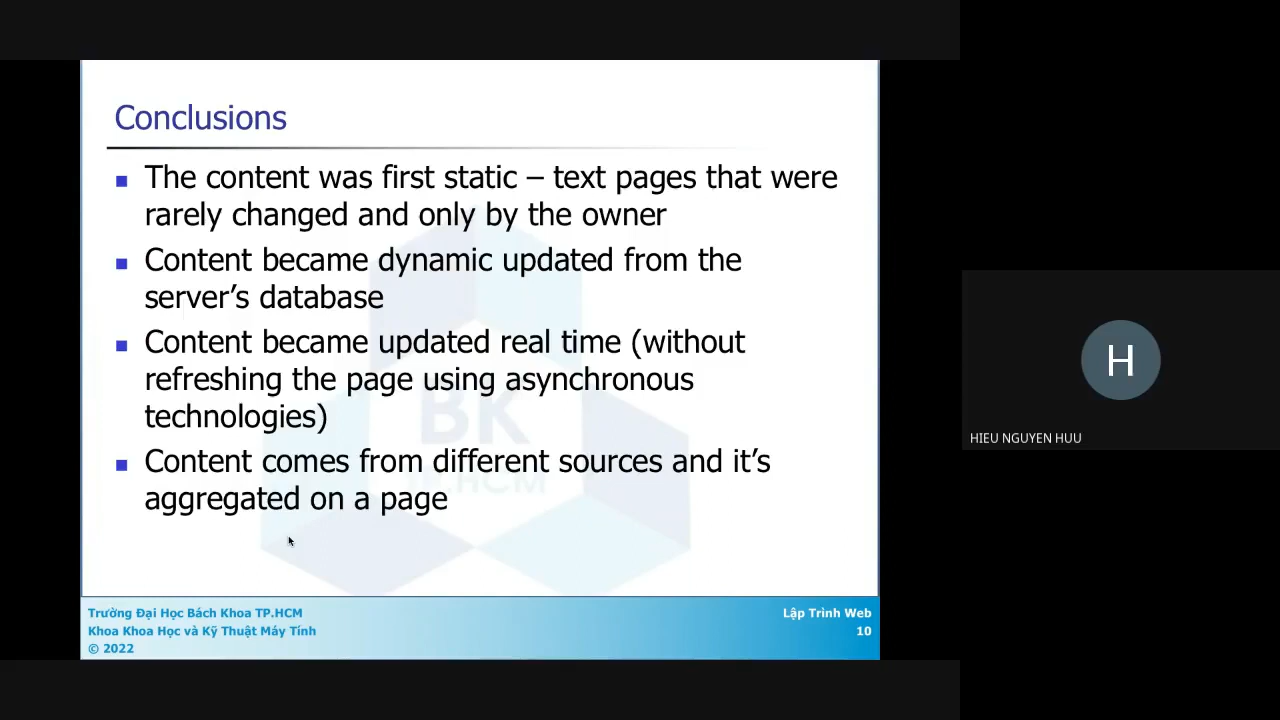 Conclusions
The content was first static – text pages that were
rarely changed and only by the owner
Content became dynamic updated from the
server’s database
Content became updated real time (without
refreshing the page using asynchronous
technologies)
Content comes from different sources and it’s
aggregated on a page
BK
TP.HCM
Trường Đại Học Bách Khoa TP.HCM
Khoa Khoa Học và Kỹ Thuật Máy Tính
© 2022
Lập Trình Web
10
H
HIEU NGUYEN HUU